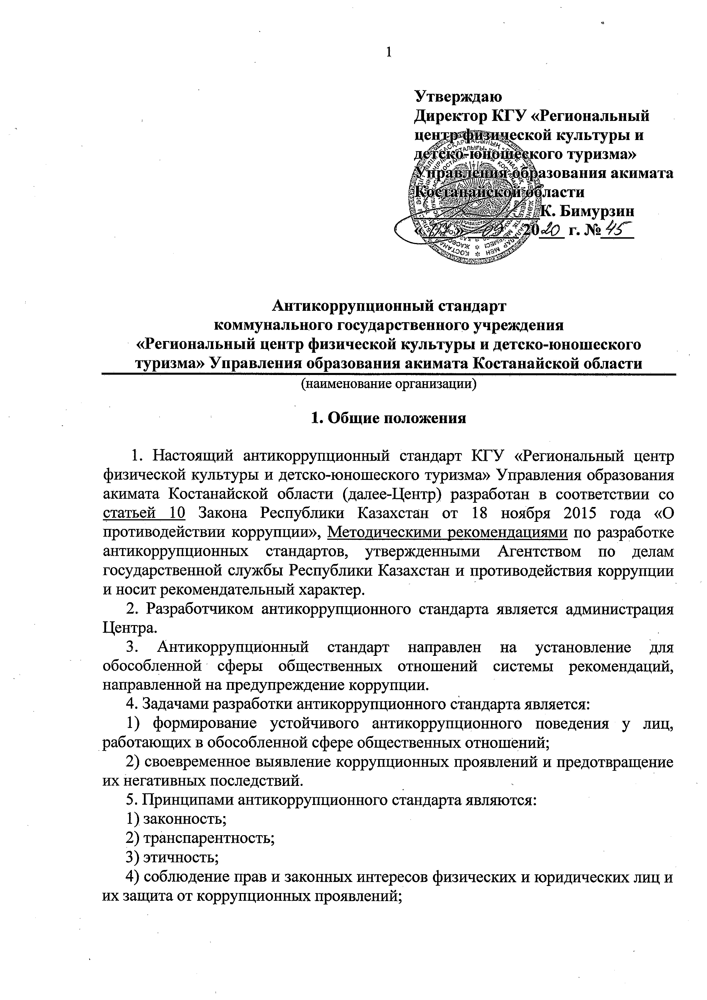 1
Утверждаю
Директор КГУ «Региональный
центр физической культуры и
детско-юношеского туризма»
Управления образования акимата
Костанайской области
К. Бимурзин
« » 09 2020 г. № 45
Антикоррупционный стандарт
коммунального государственного учреждения
«Региональный центр физической культуры и детско-юношеского
туризма» Управления образования акимата Костанайской области
(наименование организации)
1. Общие положения
1. Настоящий антикоррупционный стандарт КГУ «Региональный центр
физической культуры и детско-юношеского туризма» Управления образования
акимата Костанайской области (далее-Центр) разработан в соответствии со
статьей 10 Закона Республики Казахстан от 18 ноября 2015 года «О
противодействии коррупции», Методическими рекомендациями по разработке
антикоррупционных стандартов, утвержденными Агентством по делам
государственной службы Республики Казахстан и противодействия коррупции
и носит рекомендательный характер.
2. Разработчиком антикоррупционного стандарта является администрация
Центра.
3. Антикоррупционный стандарт направлен на установление для
обособленной сферы общественных отношений системы рекомендаций,
направленной на предупреждение коррупции.
4. Задачами разработки антикоррупционного стандарта является:
1) формирование устойчивого антикоррупционного поведения у лиц,
работающих в обособленной сфере общественных отношений;
2) своевременное выявление коррупционных проявлений и предотвращение
их негативных последствий.
5. Принципами антикоррупционного стандарта являются:
1) законность;
2) транспарентность;
3) этичность;
4) соблюдение прав и законных интересов физических и юридических лиц и
их защита от коррупционных проявлений;